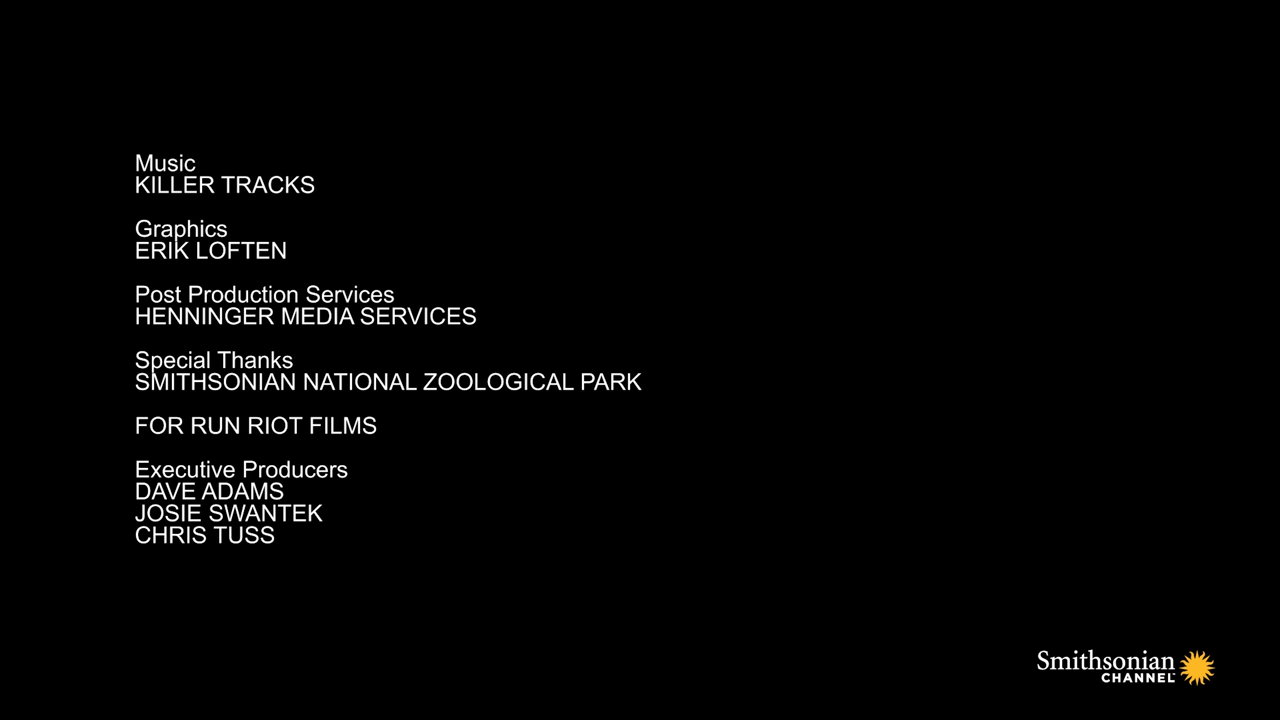 Music
KILLER TRACKS
Graphics
ERIK LOFTEN
Post Production Services
HENNINGER MEDIA SERVICES
Special Thanks
SMITHSONIAN NATIONAL ZOOLOGICAL PARK
FOR RUN RIOT FILMS
Executive Producers
DAVE ADAMS
JOSIE SWANTEK
CHRIS TUSS
Smithsonian
CHANNEL